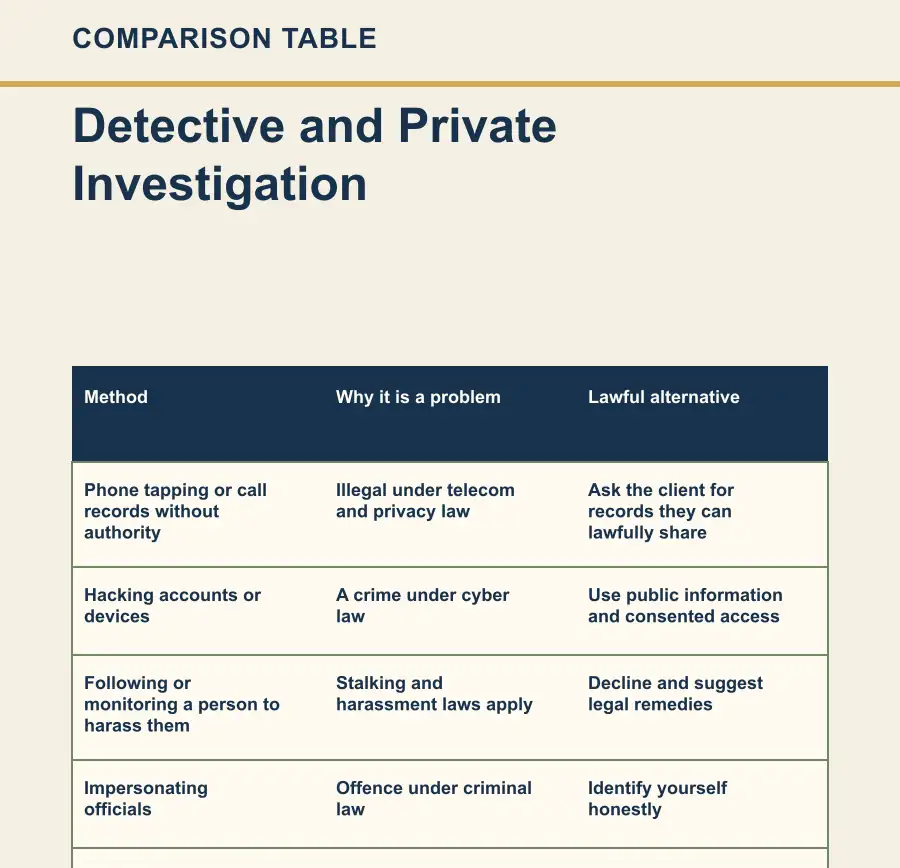 COMPARISON TABLE
Detective and Private
Investigation
Method
Why it is a problem
Lawful alternative
Phone tapping or call
records without
authority
Illegal under telecom
and privacy law
Ask the client for
records they can
lawfully share
Hacking accounts or
devices
A crime under cyber
law
Use public information
and consented access
Following or
monitoring a person to
harass them
Stalking and
harassment laws apply
Decline and suggest
legal remedies
Impersonating
officials
Offence under criminal
law
Identify yourself
honestly